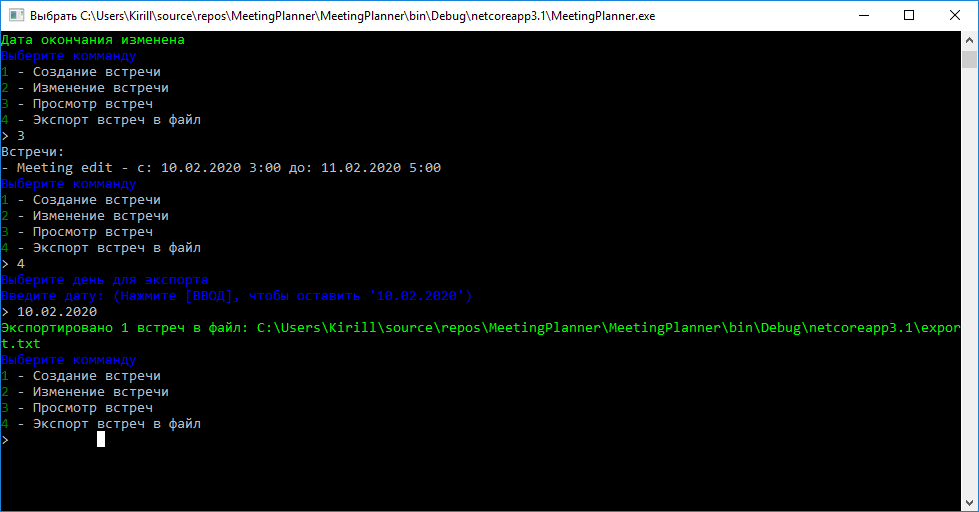 Выбрать C:\Users\Kirill\source\repos\MeetingPlanner\MeetingPlanner\bin\Debug\netcoreapp3.1\MeetingPlanner.exe
Дата окончания изменена
Выберите комманду
1 - Создание встречи
2 - Изменение встречи
3 - Просмотр встреч
4 - Экспорт встреч в файл
> 3
Встречи:
- Meeting edit - с: 10.02.2020 3:00 до: 11.02.2020 5:00
Выберите комманду
1 - Создание встречи
2 - Изменение встречи
3 - Просмотр встреч
4 - Экспорт встреч в файл
> 4
Выберите день для экспорта
Введите дату: (Нажмите [ВВОД], чтобы оставить '10.02.2020')
> 10.02.2020
Экспортировано 1 встреч в файл: C:\Users\Kirill\source\repos\MeetingPlanner\MeetingPlanner\bin\Debug\netcoreapp3.1\expor
t.txt
Выберите комманду
1 - Создание встречи
2 - Изменение встречи
3 - Просмотр встреч
4 - Экспорт встреч в файл
>